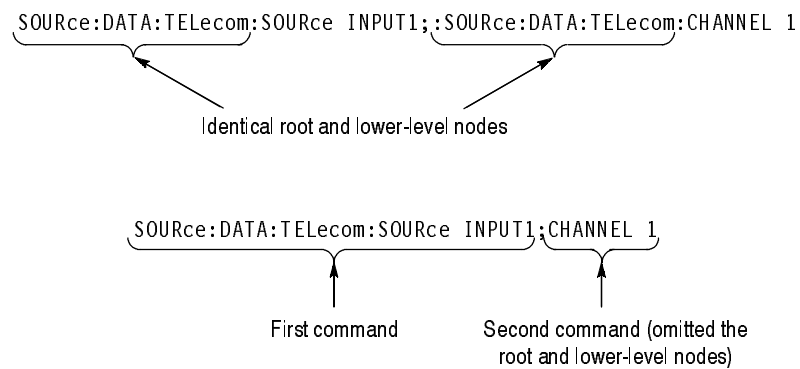 SOURce:DATA:TELecom:SOURce INPUT1;:SOURce:DATA:TELecom:CHANNEL 1
Identical root and lower-level nodes
SOURce:DATA:TELecom:SOURce INPUT1;CHANNEL 1
First command
Second command (omitted the
root and lower-level nodes)